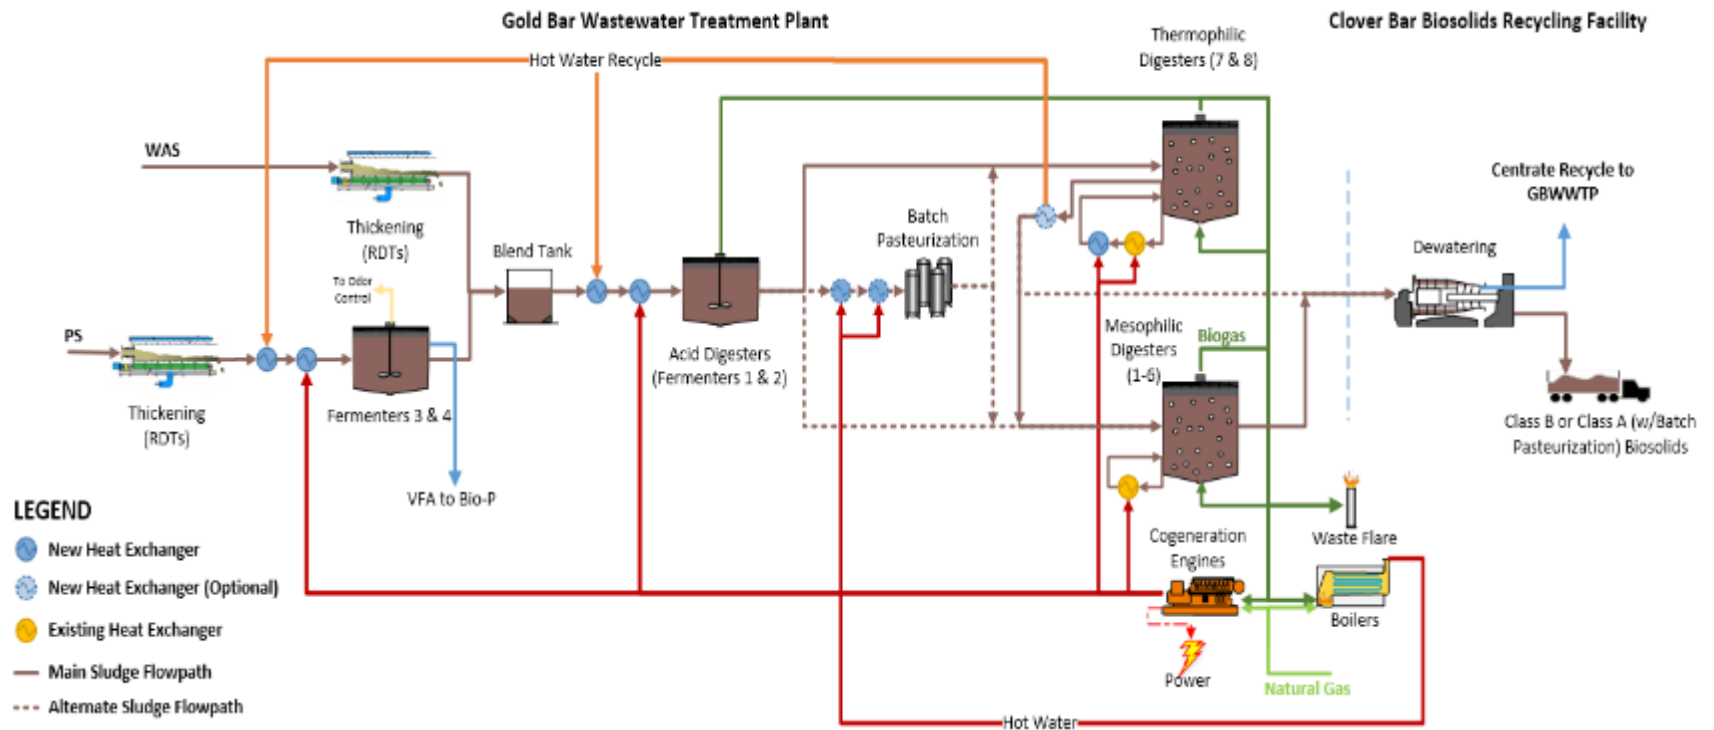 Gold Bar Wastewater Treatment Plant
Clover Bar Biosolids Recycling Facility
Thermophilic
Digesters (7 & 8)
Hot Water Recycle
WAS
Thickening
(RDTs)
Blend Tank
Batch
Pasteurization
Centrate Recycle to
GBWWTP
Dewatering
To Odor
Control
PS
Thickening
(RDTs)
Fermenters 3 & 4
Acid Digesters
(Fermenters 1 & 2)
Mesophilic
Digesters
(1-6)
Biogas
Class B or Class A (w/Batch
Pasteurization) Biosolids
VFA to Bio-P
Waste Flare
Cogeneration
Engines
Boilers
Power
Natural Gas
Hot Water
LEGEND
New Heat Exchanger
New Heat Exchanger (Optional)
Existing Heat Exchanger
Main Sludge Flowpath
Alternate Sludge Flowpath